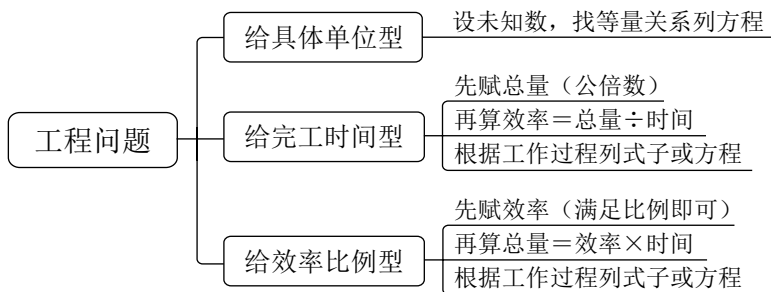 工程问题
给具体单位型
设未知数，找等量关系列方程
给完工时间型
先赋总量（公倍数）
再算效率＝总量÷时间
根据工作过程列式子或方程
给效率比例型
先赋效率（满足比例即可）
再算总量＝效率×时间
根据工作过程列式子或方程